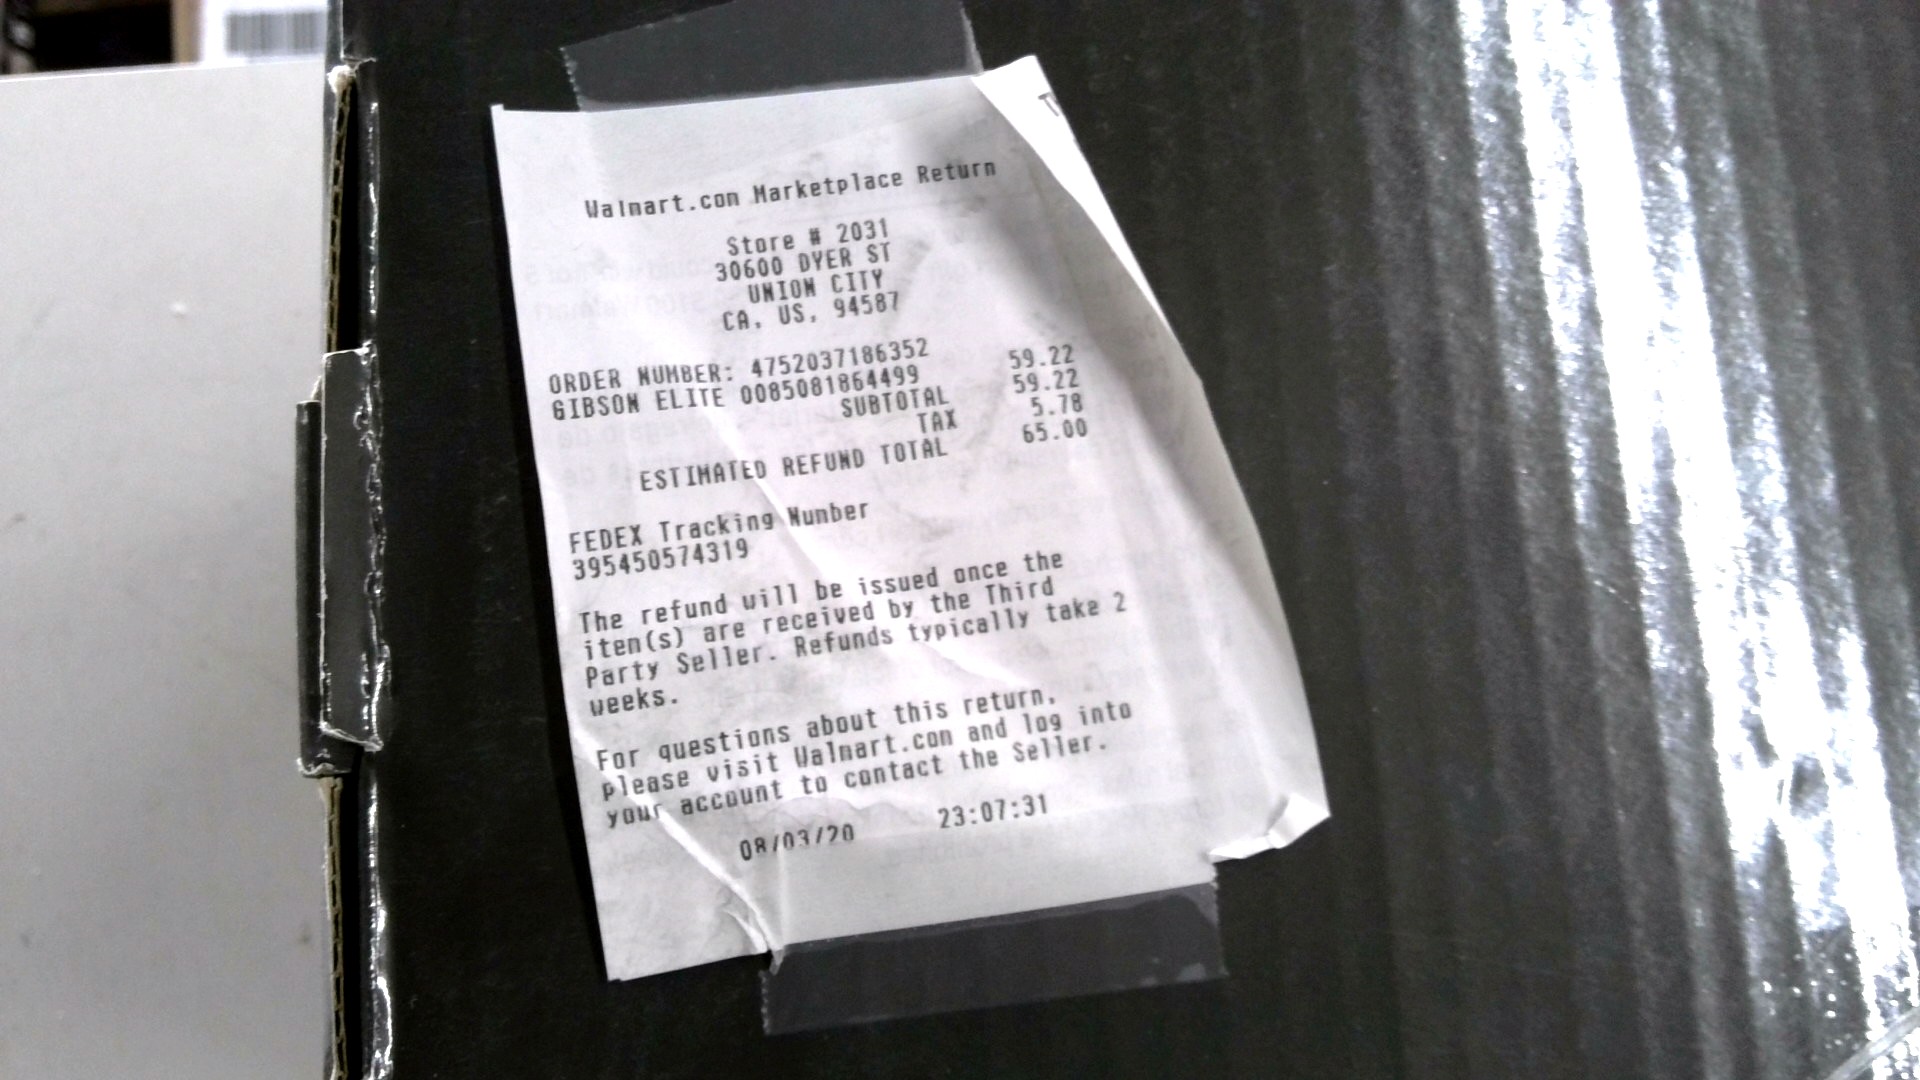 Walmart.com Marketplace Return
Store # 2031
30600 DYER ST
UNION CITY
CA, US, 94587
ORDER NUMBER: 4752037186352
GIBSON ELITE 0085081864499 59.22
SUBTOTAL 59.22
TAX 5.78
ESTIMATED REFUND TOTAL 65.00
FEDEX Tracking Number
395450574319
The refund will be issued once the
item(s) are received by the Third
Party Seller. Refunds typically take 2
weeks.
For questions about this return,
please visit Walmart.com and log into
your account to contact the Seller.
08/03/20 23:07:31